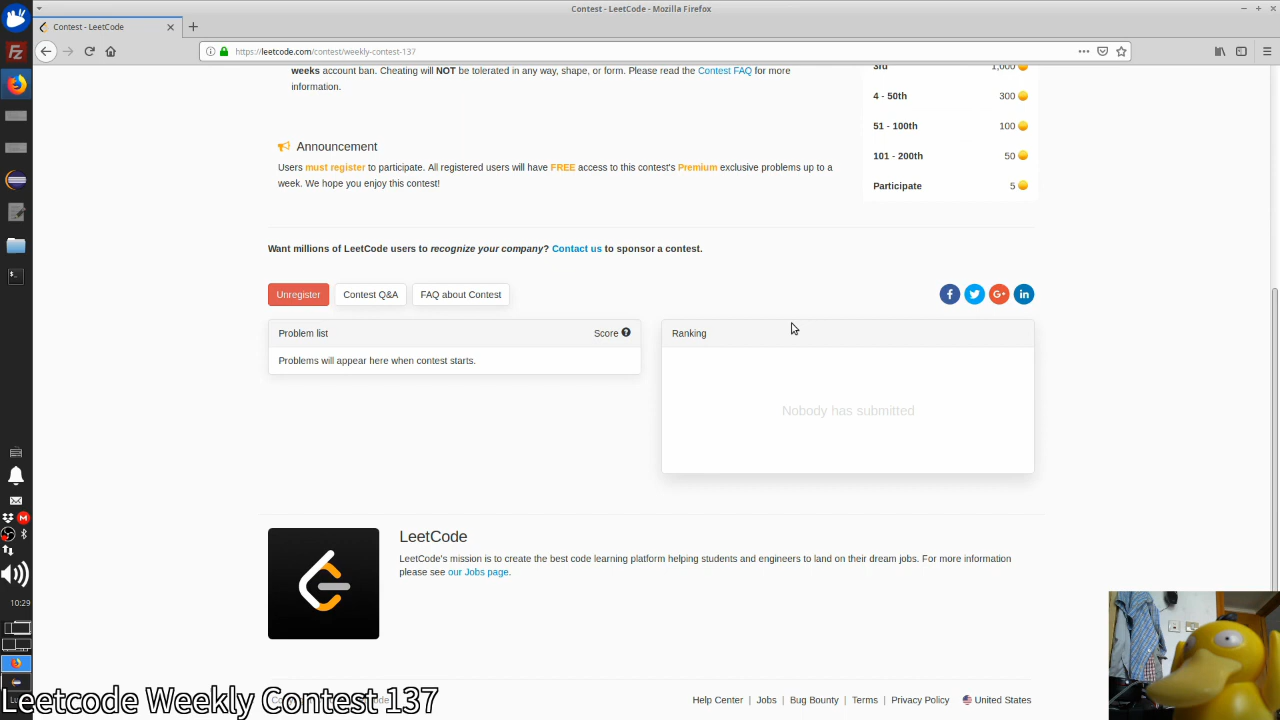 Contest - LeetCode - Mozilla Firefox
Contest - LeetCode
https://leetcode.com/contest/weekly-contest-137
weeks account ban. Cheating will NOT be tolerated in any way, shape, or form. Please read the Contest FAQ for more
information.
3rd 1,000
4 - 50th 300
51 - 100th 100
101 - 200th 50
Participate 5
Announcement
Users must register to participate. All registered users will have FREE access to this contest's Premium exclusive problems up to a
week. We hope you enjoy this contest!
Want millions of LeetCode users to recognize your company? Contact us to sponsor a contest.
Unregister Contest Q&A FAQ about Contest
Problem list Score
Problems will appear here when contest starts.
Ranking
Nobody has submitted
LeetCode
LeetCode's mission is to create the best code learning platform helping students and engineers to land on their dream jobs. For more information
please see our Jobs page.
10:29
Help Center | Jobs | Bug Bounty | Terms | Privacy Policy United States
Leetcode Weekly Contest 137